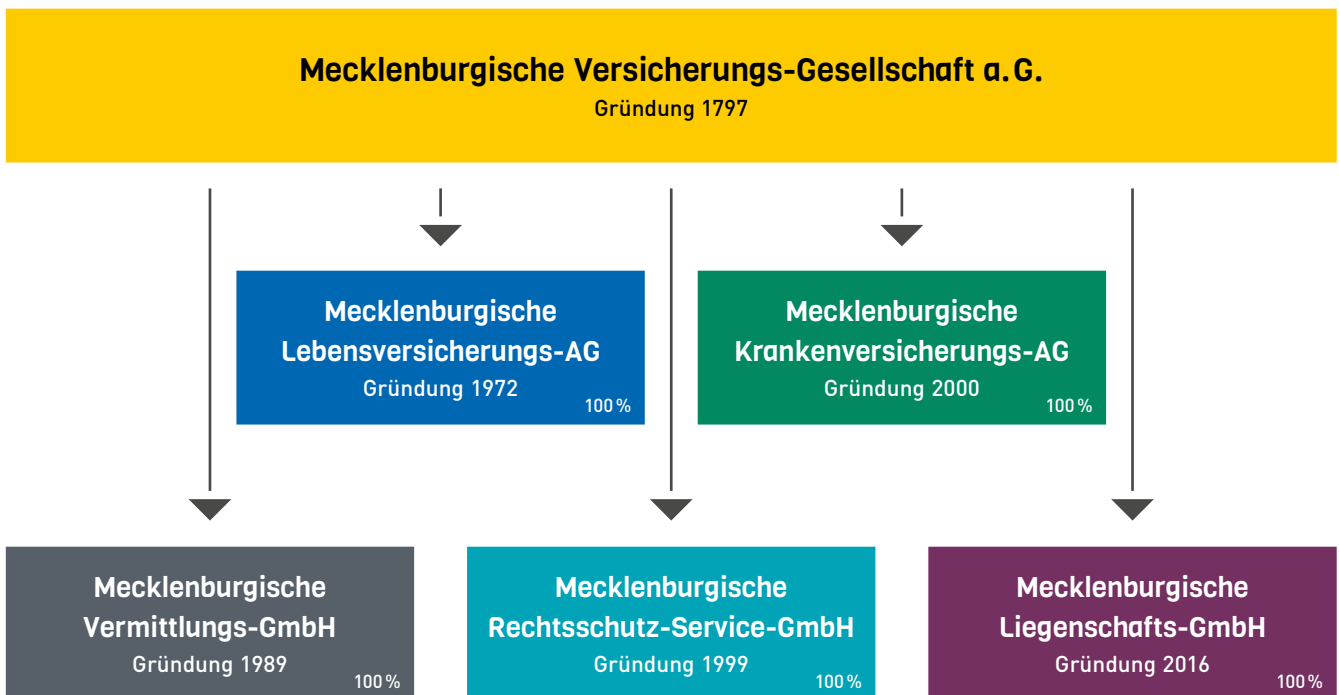 Mecklenburgische Versicherungs-Gesellschaft a.G.
Gründung 1797
Mecklenburgische
Lebensversicherungs-AG
Gründung 1972
100 %
Mecklenburgische
Krankenversicherungs-AG
Gründung 2000
100 %
Mecklenburgische
Vermittlungs-GmbH
Gründung 1989
100 %
Mecklenburgische
Rechtsschutz-Service-GmbH
Gründung 1999
100 %
Mecklenburgische
Liegenschafts-GmbH
Gründung 2016
100 %